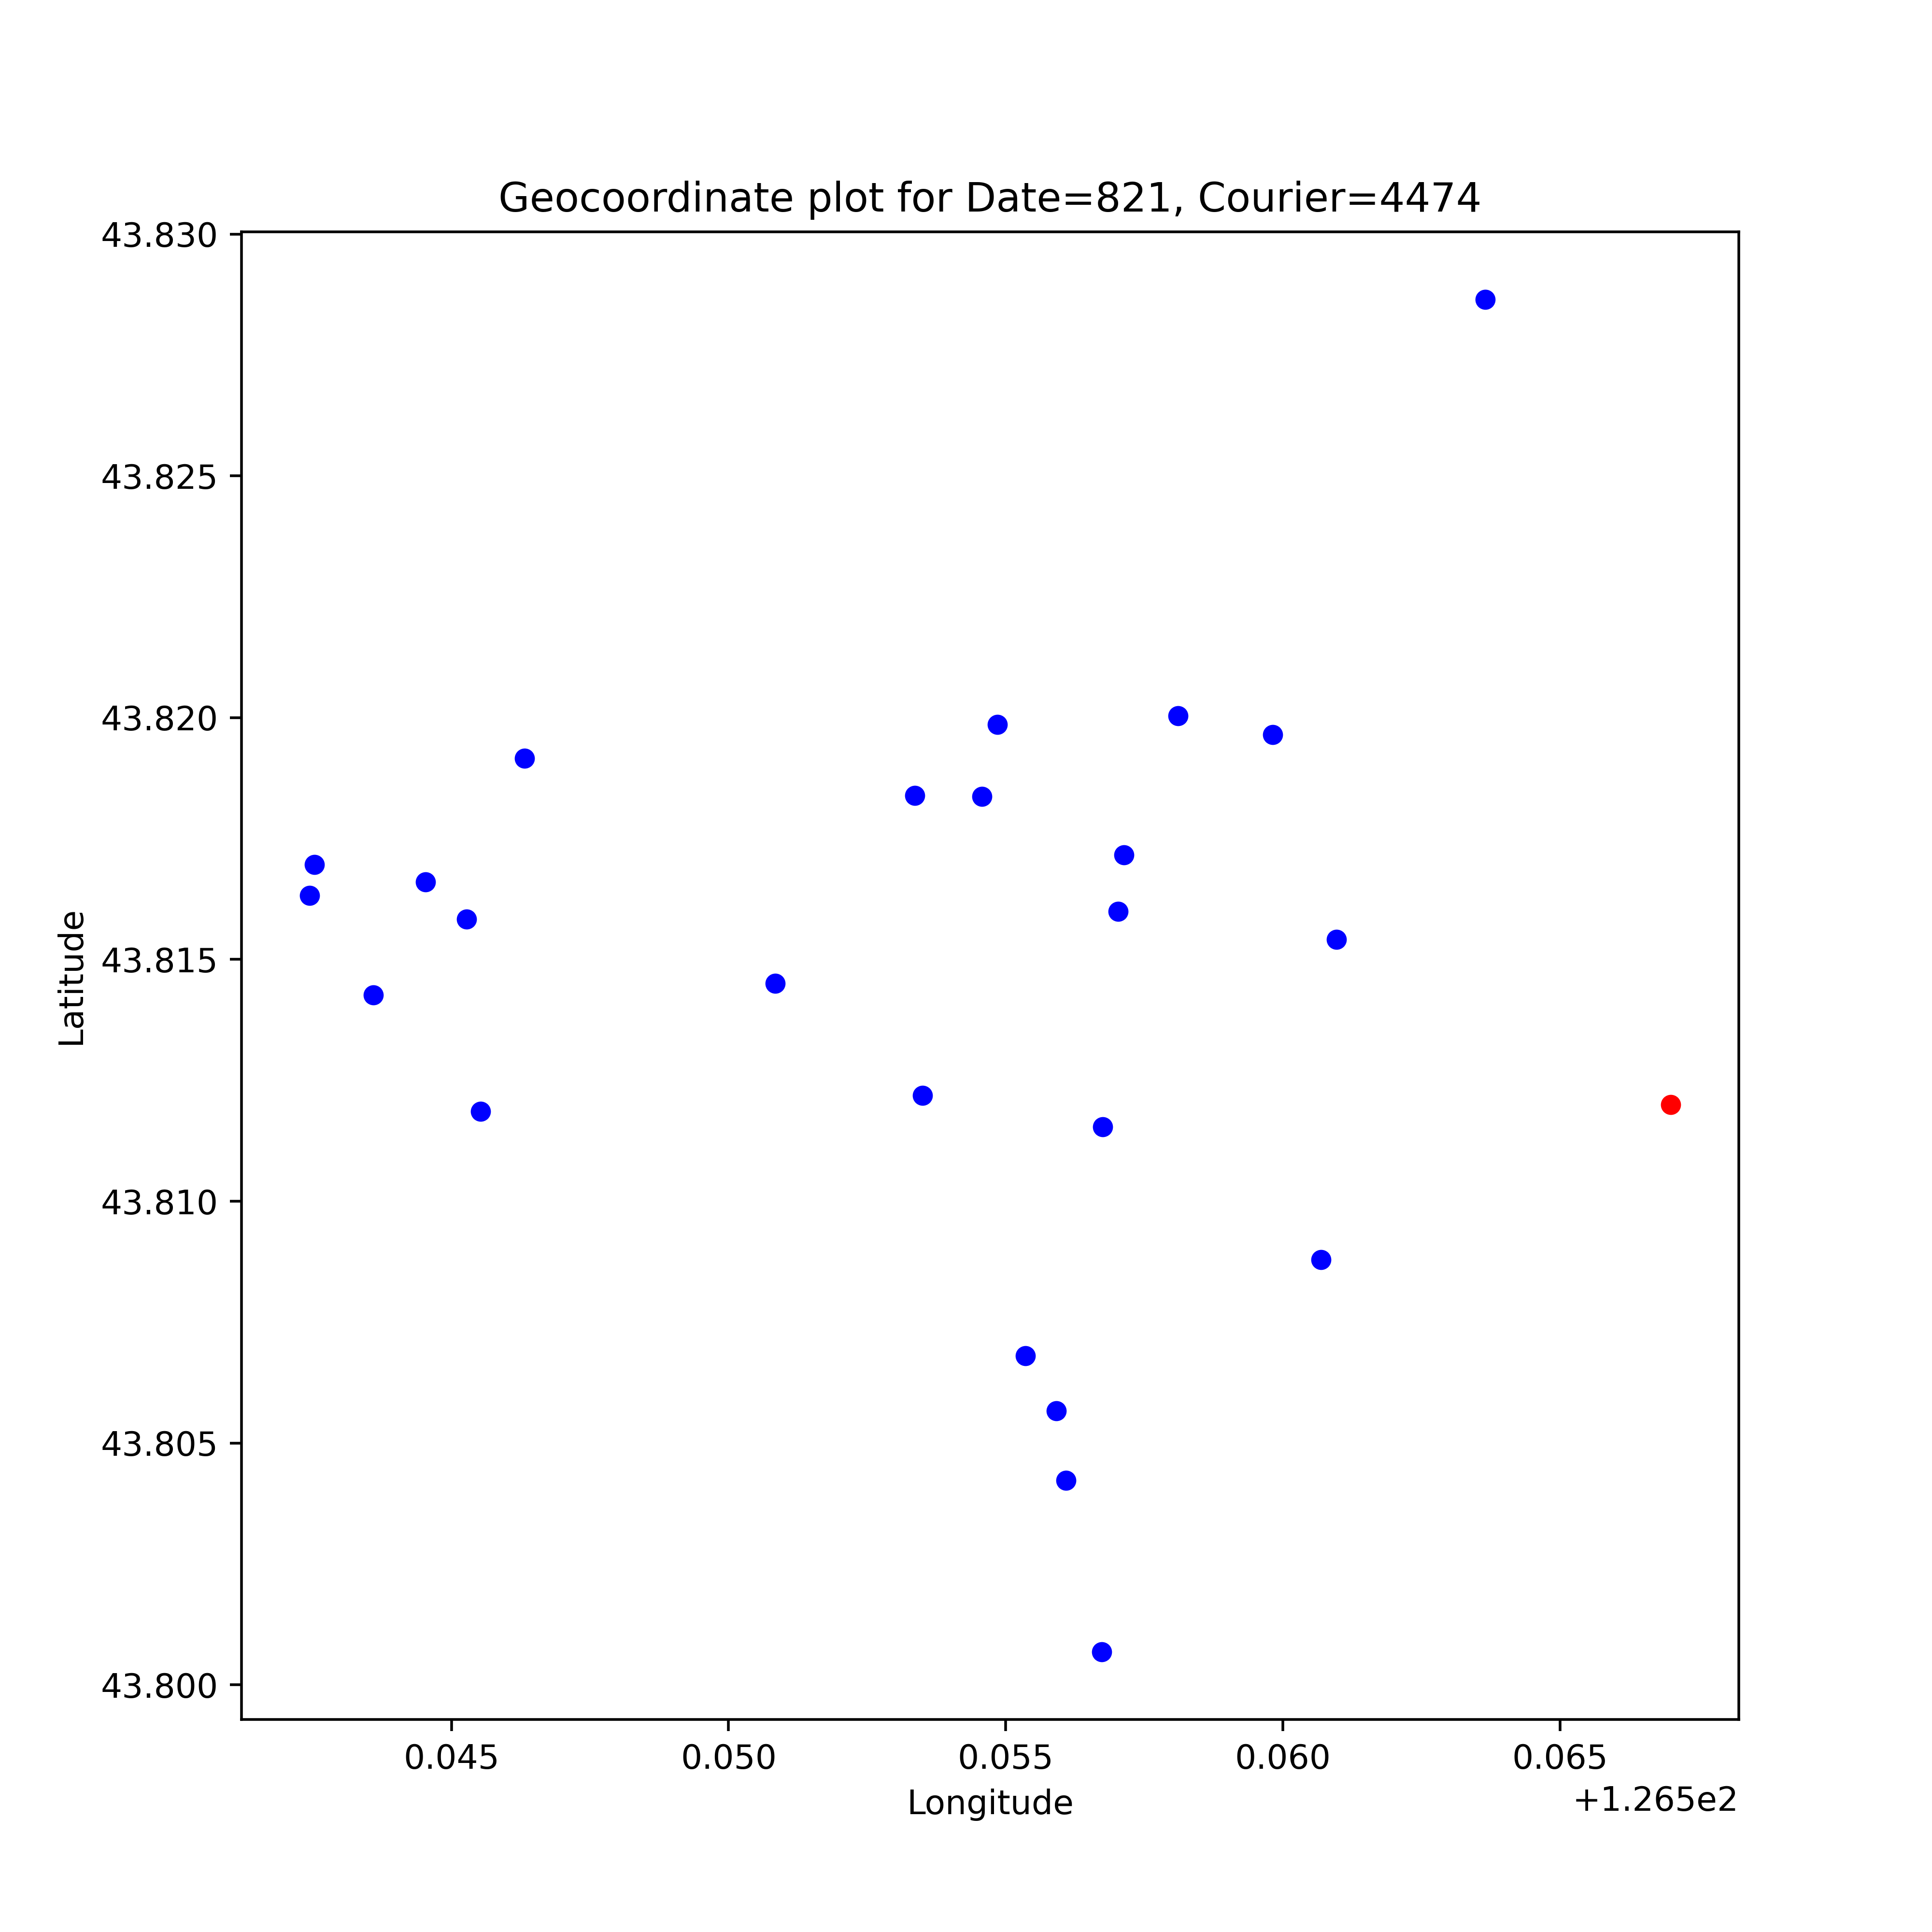 Geocoordinate plot for Date=821, Courier=4474
43.830
43.825
43.820
43.815
43.810
43.805
43.800
Latitude
0.045 0.050 0.055 0.060 0.065
+1.265e2
Longitude